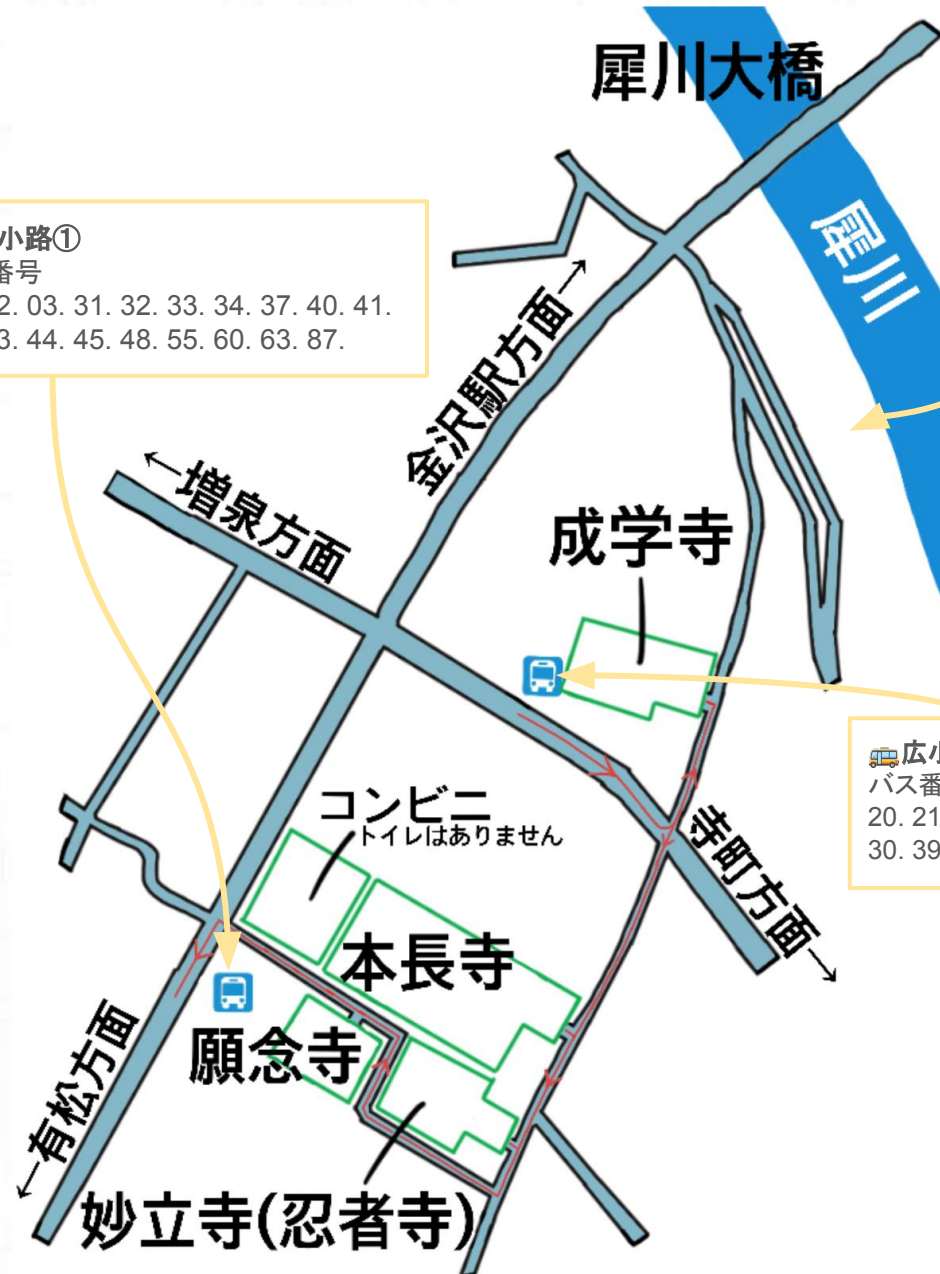 犀川大橋
犀川
小路①
番号
2. 03. 31. 32. 33. 34. 37. 40. 41.
3. 44. 45. 48. 55. 60. 63. 87.
金沢駅方面→
←増泉方面
成学寺
広小
バス番
20. 21
30. 39
コンビニ
トイレはありません
寺町方面→
本長寺
願念寺
←有松方面
妙立寺(忍者寺)